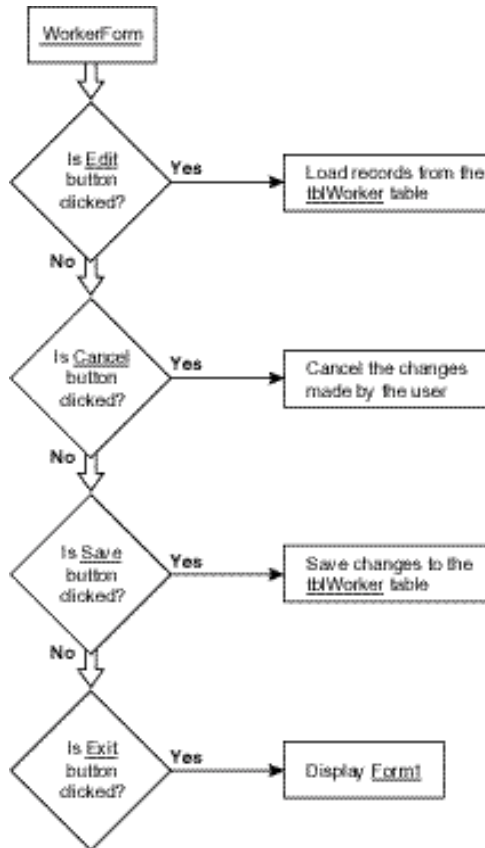 WorkerForm
Is Edit
button
clicked?
Yes
Load records from the
tblWorker table
No
Is Cancel
button
clicked?
Yes
Cancel the changes
made by the user
No
Is Save
button
clicked?
Yes
Save changes to the
tblWorker table
No
Is Exit
button
clicked?
Yes
Display Form1